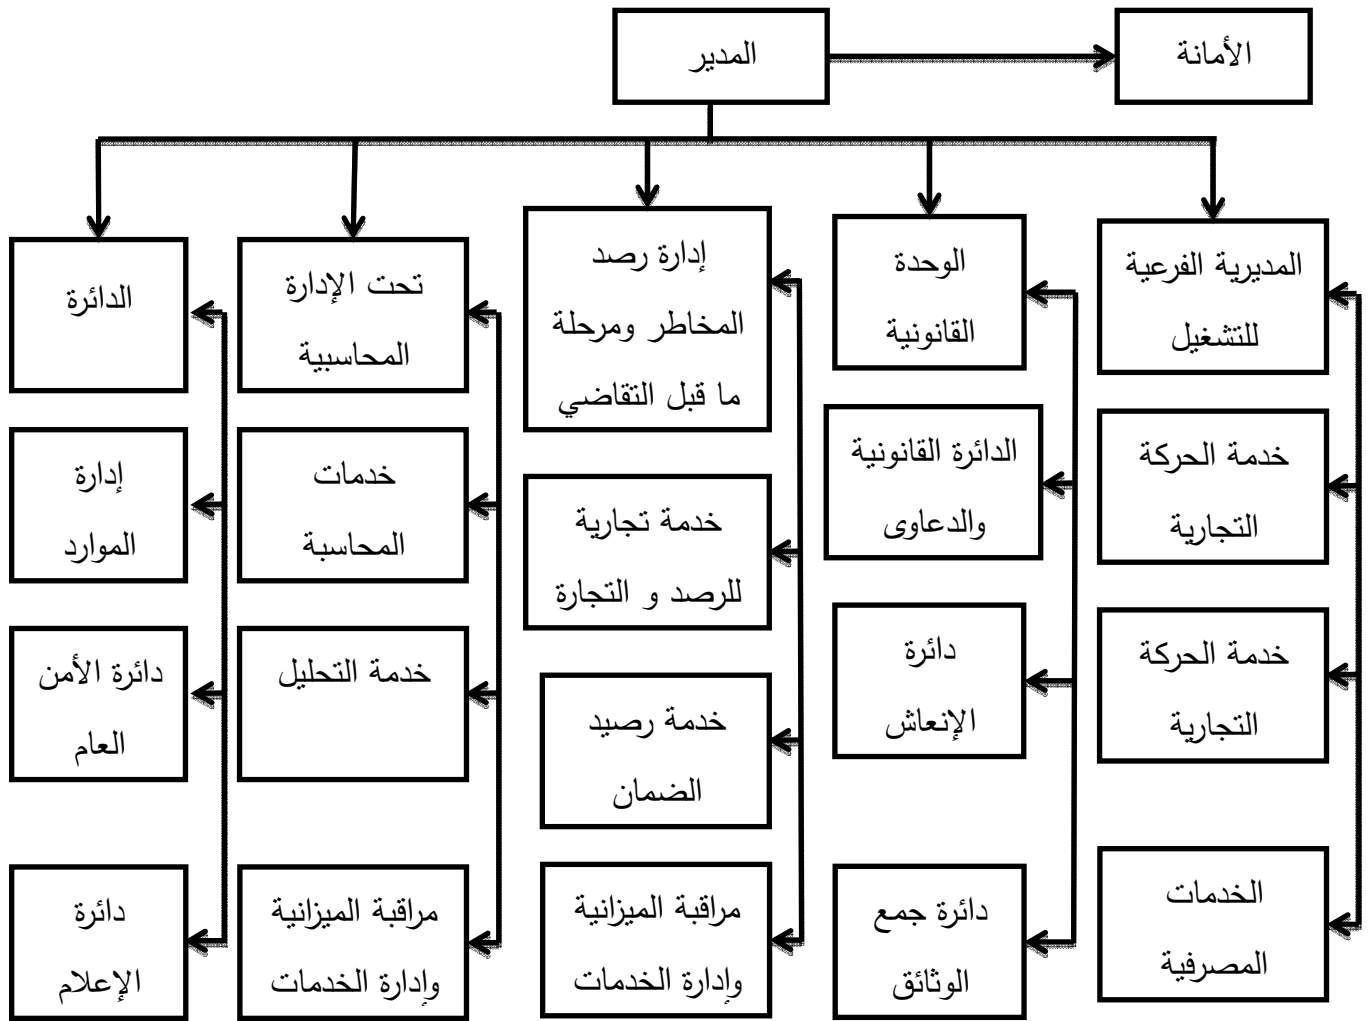 المدير
الأمانة
المديرية الفرعية
للتشغيل
خدمة الحركة
التجارية
خدمة الحركة
التجارية
الخدمات
المصرفية
الوحدة
القانونية
الدائرة القانونية
والدعاوى
دائرة
الإنعاش
دائرة جمع
الوثائق
إدارة رصد
المخاطر ومرحلة
ما قبل التقاضي
خدمة تجارية
للرصد و التجارة
خدمة رصيد
الضمان
مراقبة الميزانية
وإدارة الخدمات
تحت الإدارة
المحاسبية
خدمات
المحاسبة
خدمة التحليل
مراقبة الميزانية
وإدارة الخدمات
الدائرة
إدارة
الموارد
دائرة الأمن
العام
دائرة
الإعلام